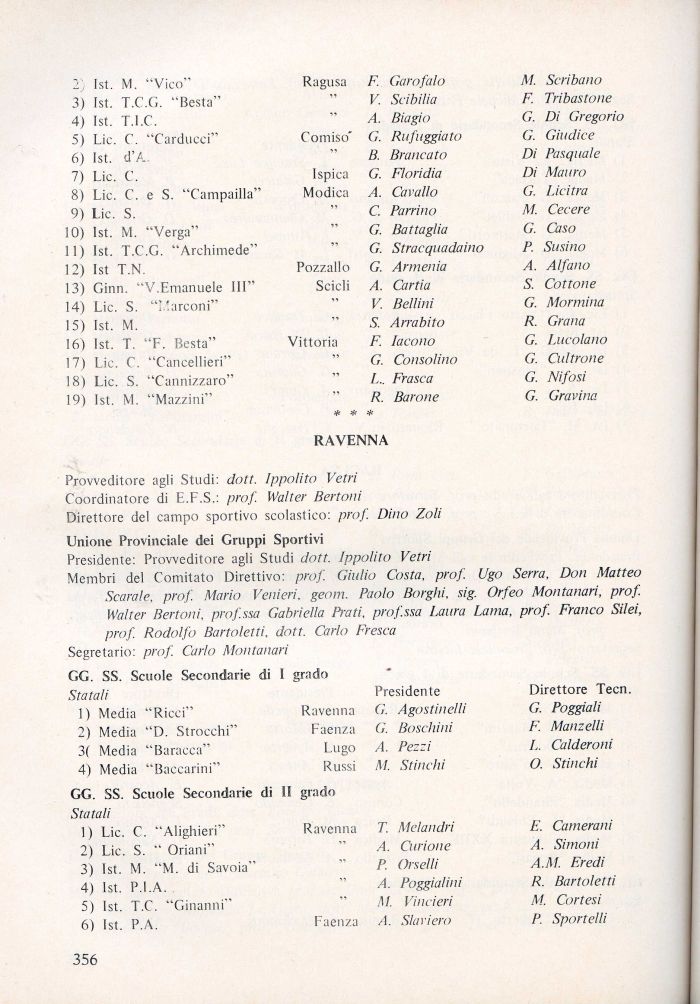 2) Ist. M. “Vico” Ragusa F. Garofalo M. Scribano
3) Ist. T.C.G. “Besta” ” V. Scibilia F. Tribastone
4) Ist. T.I.C. ” A. Biagio G. Di Gregorio
5) Lic. C. “Carducci” Comiso G. Rufuggiato G. Giudice
6) Ist. d’A. ” B. Brancato Di Pasquale
7) Lic. C. Ispica G. Floridia Di Mauro
8) Lic. C. e S. “Campailla” Modica A. Cavallo G. Licitra
9) Lic. S. ” C. Parrino M. Cecere
10) Ist. M. “Verga” ” G. Battaglia G. Caso
11) Ist. T.C.G. “Archimede” ” G. Stracquadaino P. Susino
12) Ist T.N. Pozzallo G. Armenia A. Alfano
13) Ginn. “V.Emanuele III” Scicli A. Cartia S. Cottone
14) Lic. S. “Marconi” ” V. Bellini G. Mormina
15) Ist. M. ” S. Arrabito R. Grana
16) Ist. T. “F. Besta” Vittoria F. Iacono G. Lucolano
17) Lic. C. “Cancellieri” ” G. Consolino G. Cultrone
18) Lic. S. “Cannizzaro” ” L. Frasca G. Nifosi
19) Ist. M. “Mazzini” ” R. Barone G. Gravina
* * *
RAVENNA
Provveditore agli Studi: dott. Ippolito Vetri
Coordinatore di E.F.S.: prof. Walter Bertoni
Direttore del campo sportivo scolastico: prof. Dino Zoli
Unione Provinciale dei Gruppi Sportivi
Presidente: Provveditore agli Studi dott. Ippolito Vetri
Membri del Comitato Direttivo: prof. Giulio Costa, prof. Ugo Serra, Don Matteo
Scarale, prof. Mario Venieri, geom. Paolo Borghi, sig. Orfeo Montanari, prof.
Walter Bertoni, prof.ssa Gabriella Prati, prof.ssa Laura Lama, prof. Franco Silei,
prof. Rodolfo Bartoletti, dott. Carlo Fresca
Segretario: prof. Carlo Montanari
GG. SS. Scuole Secondarie di I grado
Statali Presidente Direttore Tecn.
1) Media “Ricci” Ravenna G. Agostinelli G. Poggiali
2) Media “D. Strocchi” Faenza G. Boschini F. Manzelli
3( Media “Baracca” Lugo A. Pezzi L. Calderoni
4) Media “Baccarini” Russi M. Stinchi O. Stinchi
GG. SS. Scuole Secondarie di II grado
Statali
1) Lic. C. “Alighieri” Ravenna T. Melandri E. Camerani
2) Lic. S. “ Oriani” ” A. Curione A. Simoni
3) Ist. M. “M. di Savoia” ” P. Orselli A.M. Eredi
4) Ist. P.I.A. ” A. Poggialini R. Bartoletti
5) Ist. T.C. “Ginanni” ” M. Vincieri M. Cortesi
6) Ist. P.A. Faenza A. Slaviero P. Sportelli
356